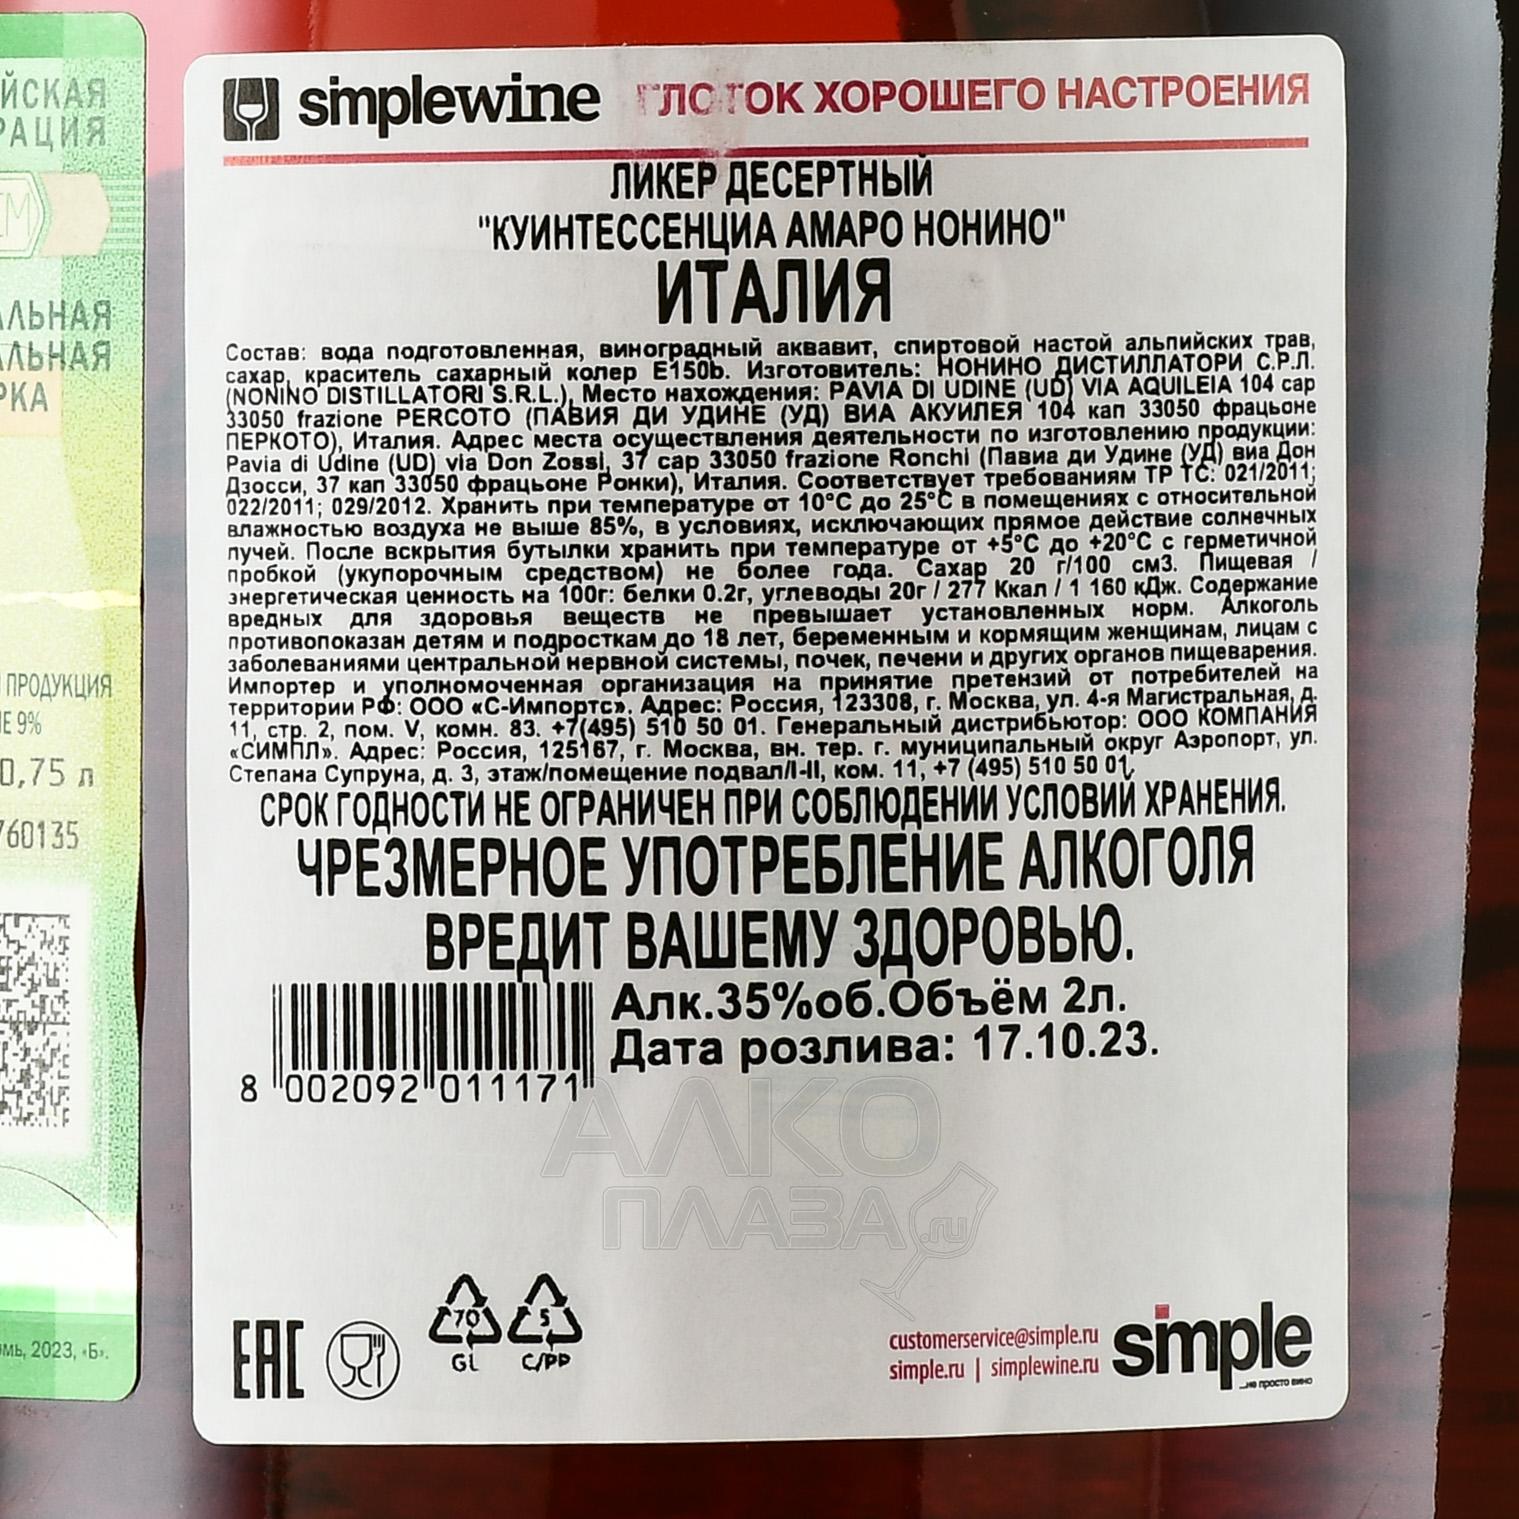 ЙСКАЯ
РАЦИЯ
АЛЬНАЯ
АЛЬНАЯ
РКА
ПРОДУКЦИЯ
9%
0,75 л
760135
2023, «Б».
simplewine ГЛОТОК ХОРОШЕГО НАСТРОЕНИЯ
ЛИКЕР ДЕСЕРТНЫЙ
"КУИНТЕССЕНЦИА АМАРО НОНИНО"
ИТАЛИЯ
Состав: вода подготовленная, виноградный аквавит, спиртовой настой альпийских трав,
сахар, краситель сахарный колер E150b. Изготовитель: НОНИНО ДИСТИЛЛАТОРИ С.Р.Л.
(NONINO DISTILLATORI S.R.L.), Место нахождения: PAVIA DI UDINE (UD) VIA AQUILEIA 104 cap
33050 frazione PERCOTO (ПАВИЯ ДИ УДИНЕ (УД) ВИА АКУИЛЕЯ 104 кап 33050 фрацьоне
ПЕРКОТО), Италия. Адрес места осуществления деятельности по изготовлению продукции:
Pavia di Udine (UD) via Don Zossi, 37 cap 33050 frazione Ronchi (Павиа ди Удине (УД) виа Дон
Дзосси, 37 кап 33050 фрацьоне Ронки), Италия. Соответствует требованиям ТР ТС: 021/2011;
022/2011; 029/2012. Хранить при температуре от 10°С до 25°С в помещениях с относительной
влажностью воздуха не выше 85%, в условиях, исключающих прямое действие солнечных
лучей. После вскрытия бутылки хранить при температуре от +5°С до +20°С с герметичной
пробкой (укупорочным средством) не более года. Сахар 20 г/100 см3. Пищевая /
энергетическая ценность на 100г: белки 0.2г, углеводы 20г / 277 Ккал / 1 160 кДж. Содержание
вредных для здоровья веществ не превышает установленных норм. Алкоголь
противопоказан детям и подросткам до 18 лет, беременным и кормящим женщинам, лицам с
заболеваниями центральной нервной системы, почек, печени и других органов пищеварения.
Импортер и уполномоченная организация на принятие претензий от потребителей на
территории РФ: ООО «С-Импортс». Адрес: Россия, 123308, г. Москва, ул. 4-я Магистральная, д.
11, стр. 2, пом. V, комн. 83. +7(495) 510 50 01. Генеральный дистрибьютор: ООО КОМПАНИЯ
«СИМПЛ». Адрес: Россия, 125167, г. Москва, вн. тер. г. муниципальный округ Аэропорт, ул.
Степана Супруна, д. 3, этаж/помещение подвал/I-II, ком. 11, +7 (495) 510 50 01.
СРОК ГОДНОСТИ НЕ ОГРАНИЧЕН ПРИ СОБЛЮДЕНИИ УСЛОВИЙ ХРАНЕНИЯ.
ЧРЕЗМЕРНОЕ УПОТРЕБЛЕНИЕ АЛКОГОЛЯ
ВРЕДИТ ВАШЕМУ ЗДОРОВЬЮ.
Алк.35%об.Объём 2л.
Дата розлива: 17.10.23.
8 002092 011171
АЛКО
ПЛАЗА.ru
EAC
70 5
GL C/PP
customerservice@simple.ru
simple.ru | simplewine.ru
simple
...не просто вино